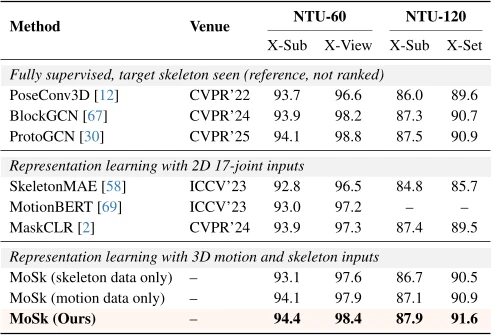 Method Venue NTU-60 NTU-120
X-Sub X-View X-Sub X-Set
Fully supervised, target skeleton seen (reference, not ranked)
PoseConv3D [12] CVPR'22 93.7 96.6 86.0 89.6
BlockGCN [67] CVPR'24 93.9 98.2 87.3 90.7
ProtoGCN [30] CVPR'25 94.1 98.8 87.5 90.9
Representation learning with 2D 17-joint inputs
SkeletonMAE [58] ICCV'23 92.8 96.5 84.8 85.7
MotionBERT [69] ICCV'23 93.0 97.2 – –
MaskCLR [2] CVPR'24 93.9 97.3 87.4 89.5
Representation learning with 3D motion and skeleton inputs
MoSk (skeleton data only) – 93.1 97.6 86.7 90.5
MoSk (motion data only) – 94.1 97.9 87.1 90.9
MoSk (Ours) – 94.4 98.4 87.9 91.6